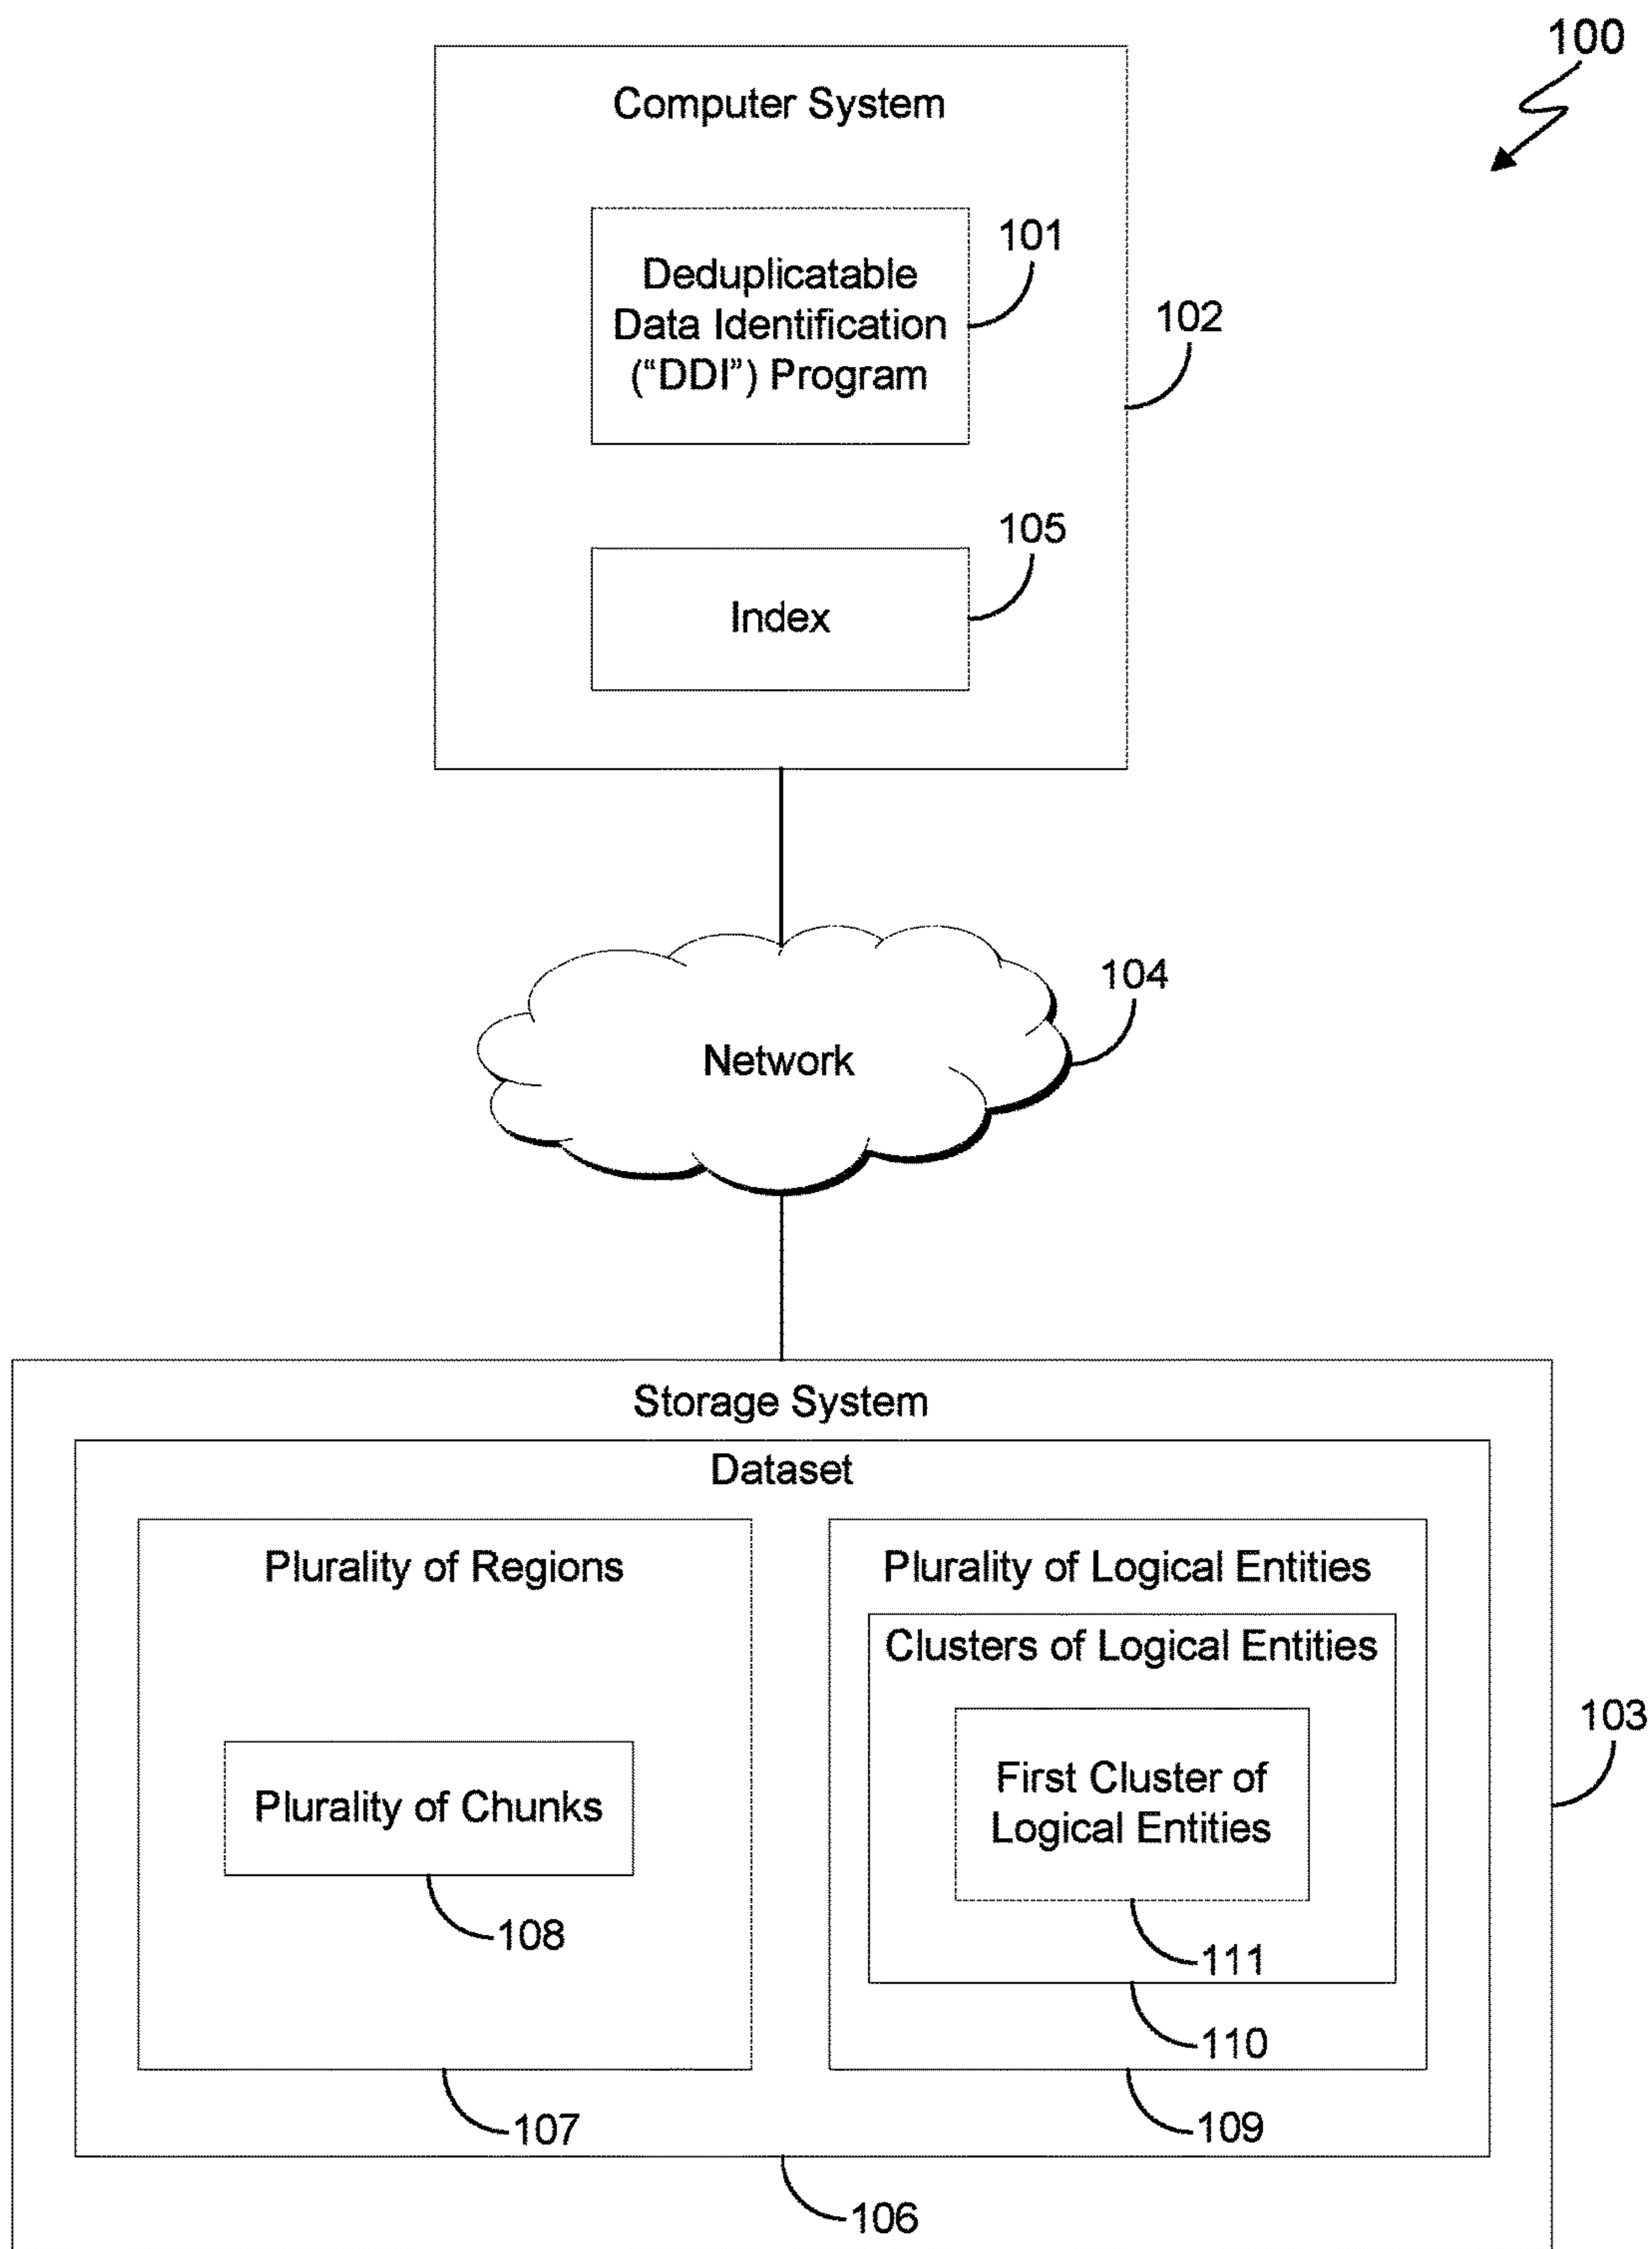 100
Computer System
101
Deduplicatable
Data Identification
(“DDI”) Program
102
105
Index
104
Network
Storage System
Dataset
Plurality of Regions
Plurality of Logical Entities
Clusters of Logical Entities
103
First Cluster of
Logical Entities
Plurality of Chunks
108
111
110
107
109
106